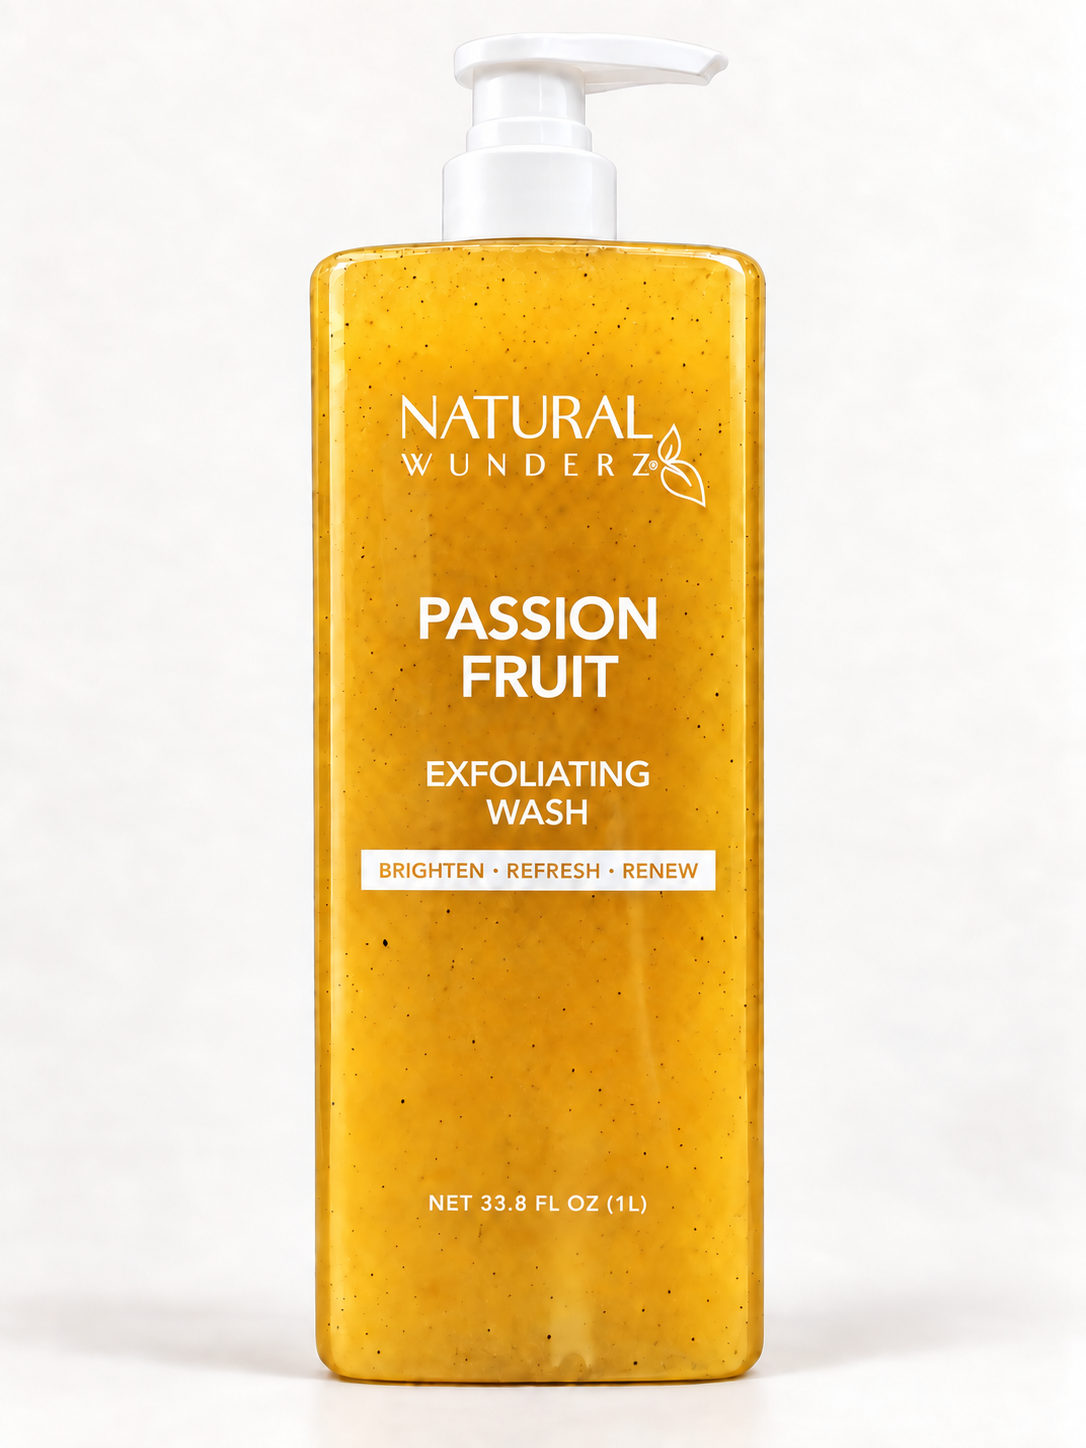 NATURAL
WUNDERZ®
PASSION
FRUIT
EXFOLIATING
WASH
BRIGHTEN • REFRESH • RENEW
NET 33.8 FL OZ (1L)